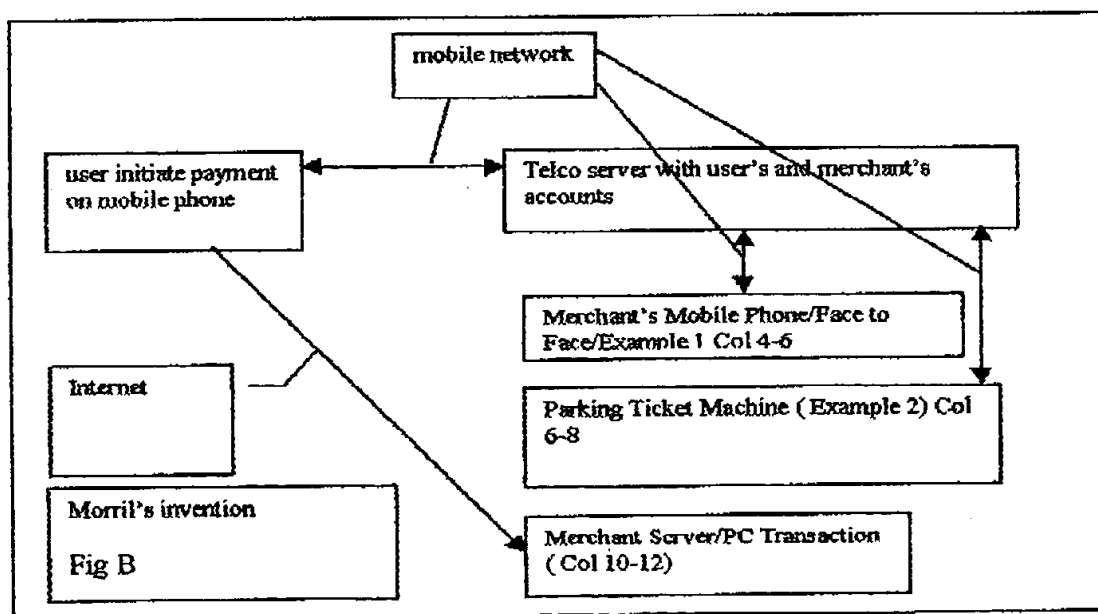 mobile network
user initiate payment
on mobile phone
Telco server with user's and merchant's
accounts
Merchant's Mobile Phone/Face to
Face/Example 1 Col 4-6
Internet
Parking Ticket Machine ( Example 2) Col
6-8
Morril's invention
Fig B
Merchant Server/PC Transaction
( Col 10-12)